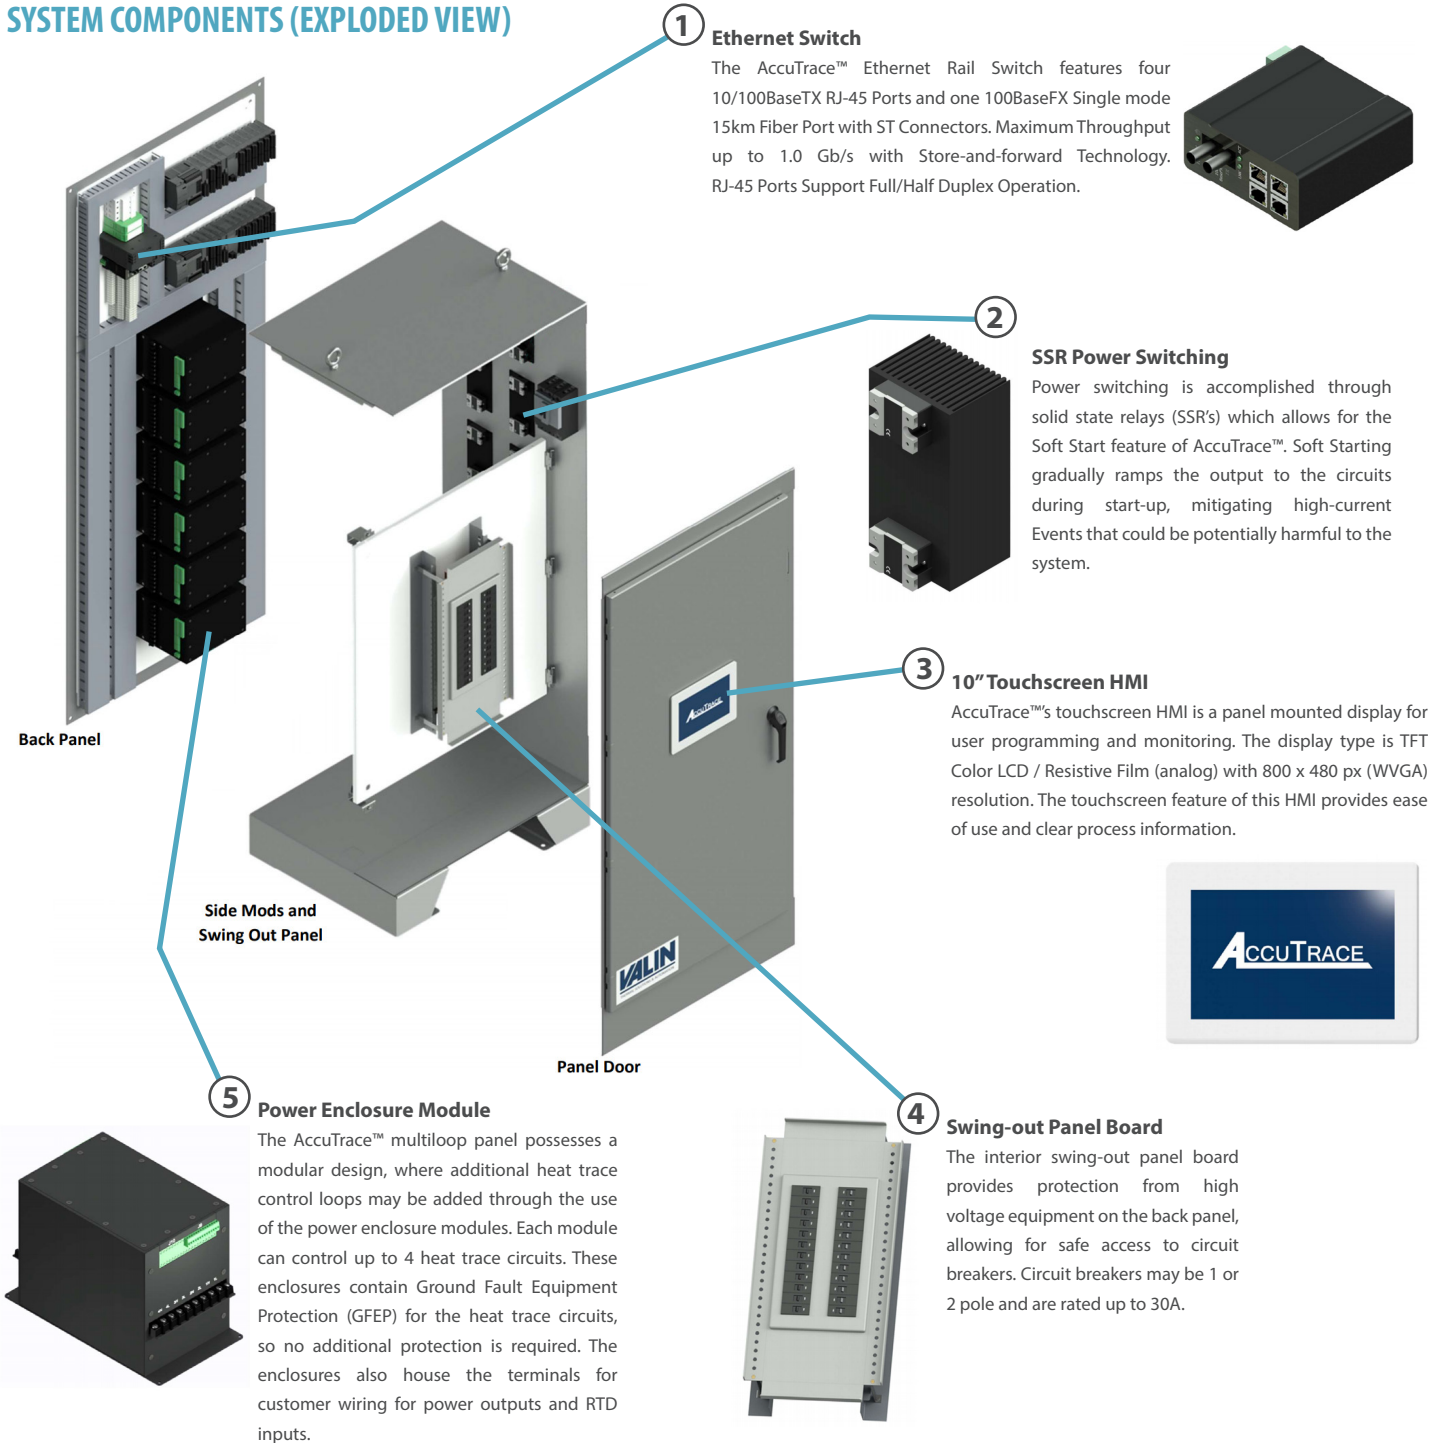 SYSTEM COMPONENTS (EXPLODED VIEW)
1
Ethernet Switch
The AccuTrace™ Ethernet Rail Switch features four
10/100BaseTX RJ-45 Ports and one 100BaseFX Single mode
15km Fiber Port with ST Connectors. Maximum Throughput
up to 1.0 Gb/s with Store-and-forward Technology.
RJ-45 Ports Support Full/Half Duplex Operation.
2
SSR Power Switching
Power switching is accomplished through
solid state relays (SSR's) which allows for the
Soft Start feature of AccuTrace™. Soft Starting
gradually ramps the output to the circuits
during start-up, mitigating high-current
Events that could be potentially harmful to the
system.
3
10” Touchscreen HMI
AccuTrace™'s touchscreen HMI is a panel mounted display for
user programming and monitoring. The display type is TFT
Color LCD / Resistive Film (analog) with 800 x 480 px (WVGA)
resolution. The touchscreen feature of this HMI provides ease
of use and clear process information.
ACCUTRACE
ACCUTRACE
Back Panel
Side Mods and
Swing Out Panel
VALIN
Panel Door
4
Swing-out Panel Board
The interior swing-out panel board
provides protection from high
voltage equipment on the back panel,
allowing for safe access to circuit
breakers. Circuit breakers may be 1 or
2 pole and are rated up to 30A.
5
Power Enclosure Module
The AccuTrace™ multiloop panel possesses a
modular design, where additional heat trace
control loops may be added through the use
of the power enclosure modules. Each module
can control up to 4 heat trace circuits. These
enclosures contain Ground Fault Equipment
Protection (GFEP) for the heat trace circuits,
so no additional protection is required. The
enclosures also house the terminals for
customer wiring for power outputs and RTD
inputs.